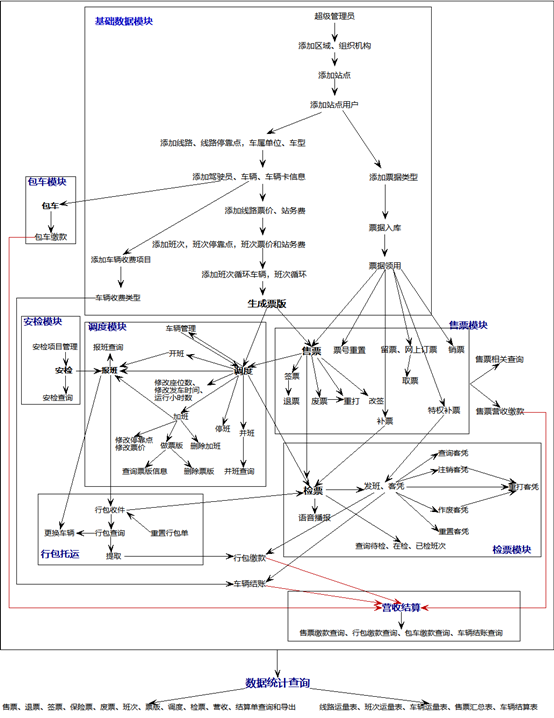 基础数据模块
超级管理员
添加区域、组织机构
添加站点
添加站点用户
添加线路、线路停靠点，车属单位、车型
添加票据类型
添加驾驶员、车辆、车辆卡信息
包车模块
包车
包车缴款
添加线路票价、站务费
票据入库
添加班次，班次停靠点，班次票价和站务费
添加车辆收费项目
票据领用
添加班次循环车辆，班次循环
车辆收费类型
生成票版
安检模块
安检项目管理
安检
安检查询
调度模块
车辆管理
报班查询
开班
报班
调度
修改座位数、
修改发车时间、
运行小时数
加班
停班
并班
修改停靠点
修改票价
做票版
删除加班
查询票版信息
删除票版
并班查询
售票模块
售票
票号重置
留票、网上订票
销票
签票
退票
废票
重打
改签
取票
补票
特权补票
售票相关查询
售票营收缴款
检票
发班、客凭
查询客凭
注销客凭
重打客凭
作废客凭
重置客凭
语音播报
查询待检、在检、已检班次
检票模块
行包收件
更换车辆
行包查询
重置行包单
提取
行包托运
行包缴款
车辆结账
营收结算
售票缴款查询、行包缴款查询、包车缴款查询、车辆结账查询
数据统计查询
售票、退票、签票、保险票、废票、班次、票版、调度、检票、营收、结算单查询和导出
线路运量表、班次运量表、车辆运量表、售票汇总表、车辆结算表